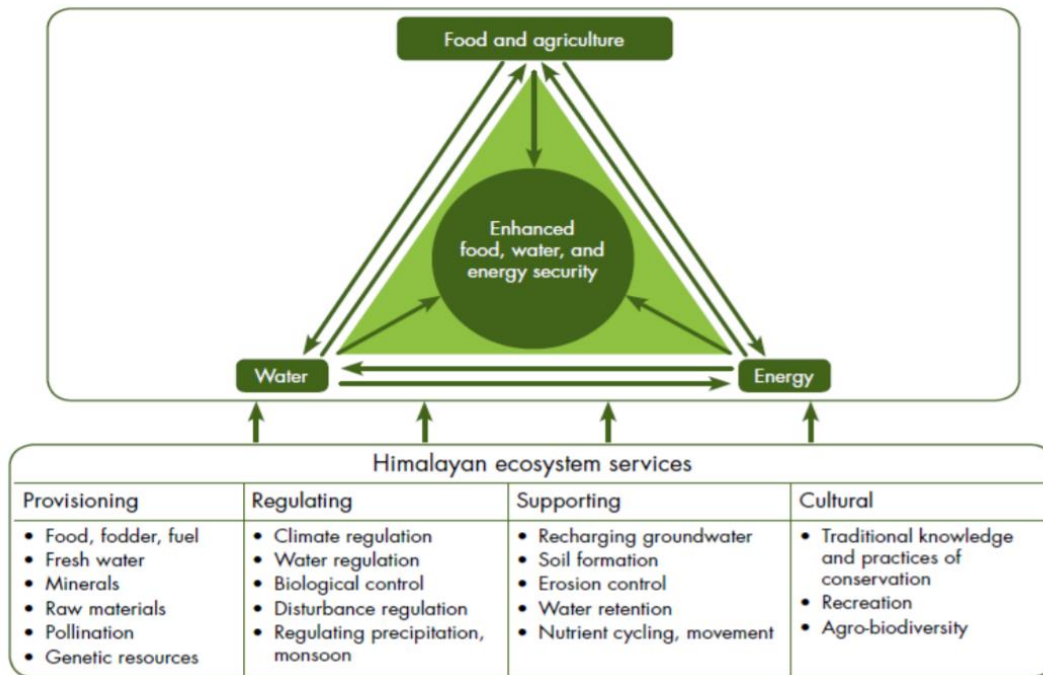 Food and agriculture
Enhanced
food, water, and
energy security
Water
Energy
Himalayan ecosystem services
Provisioning
• Food, fodder, fuel
• Fresh water
• Minerals
• Raw materials
• Pollination
• Genetic resources
Regulating
• Climate regulation
• Water regulation
• Biological control
• Disturbance regulation
• Regulating precipitation,
monsoon
Supporting
• Recharging groundwater
• Soil formation
• Erosion control
• Water retention
• Nutrient cycling, movement
Cultural
• Traditional knowledge
and practices of
conservation
• Recreation
• Agro-biodiversity